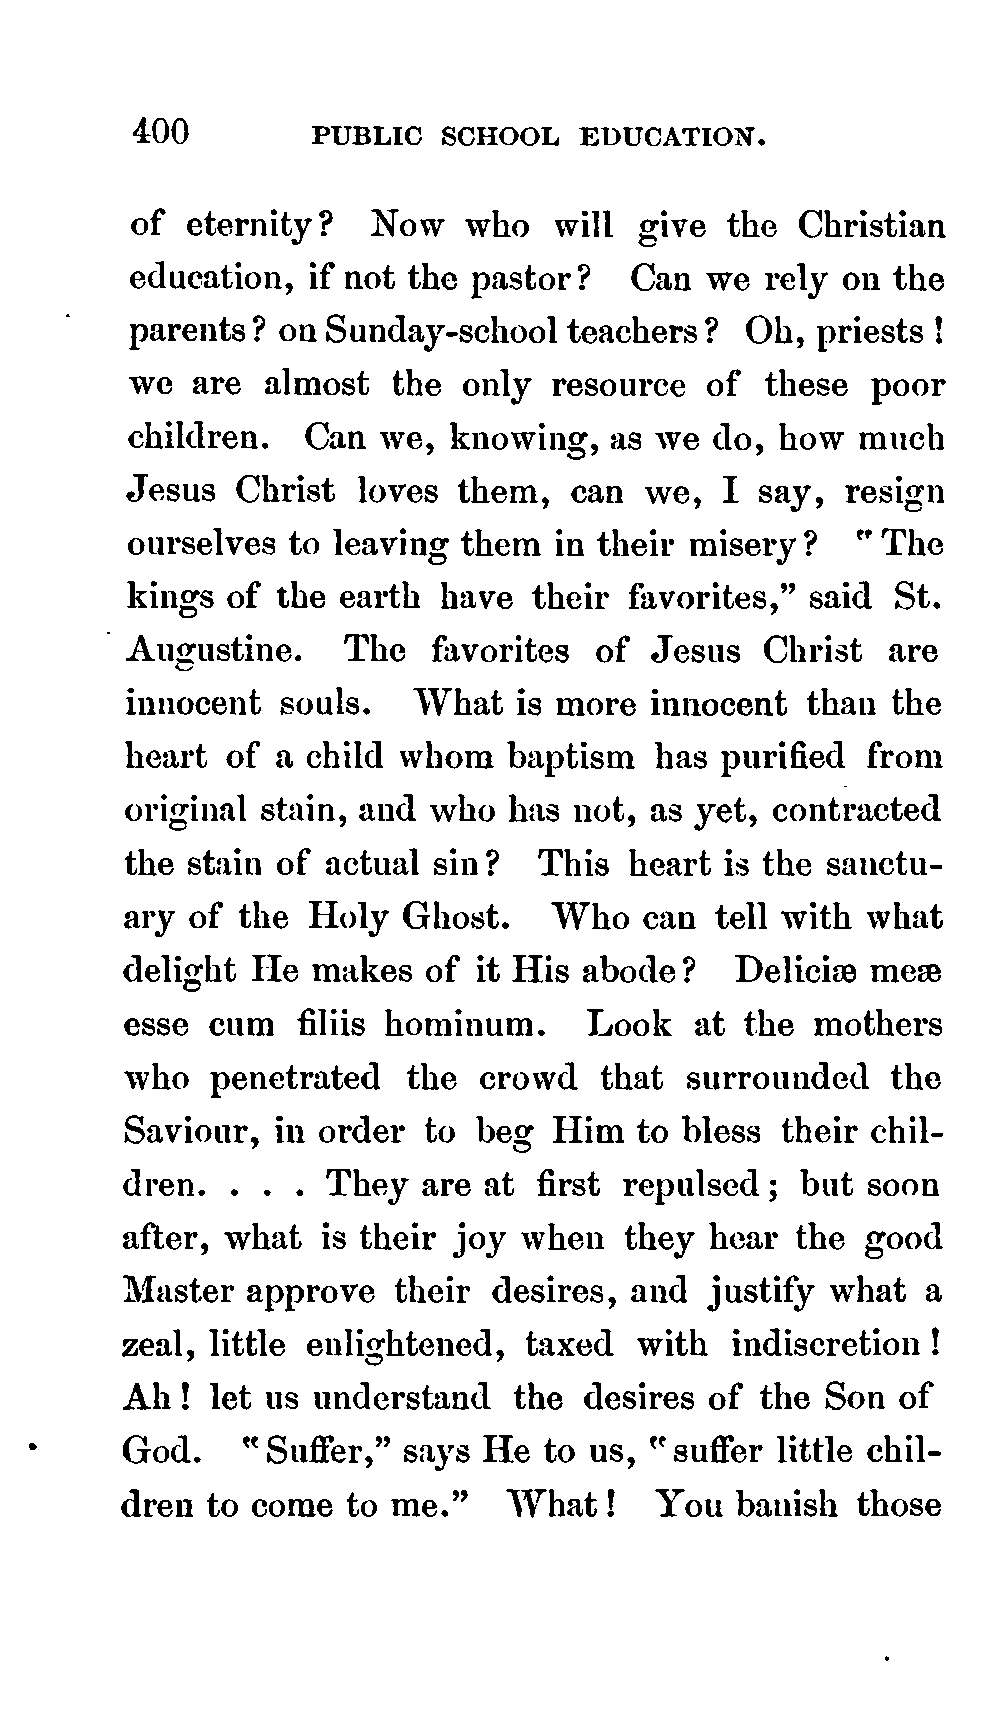 400 PUBLIC SCHOOL EDUCATION.
of eternity? Now who will give the Christian
education, if not the pastor? Can we rely on the
parents? on Sunday-school teachers? Oh, priests!
we are almost the only resource of these poor
children. Can we, knowing, as we do, how much
Jesus Christ loves them, can we, I say, resign
ourselves to leaving them in their misery? "The
kings of the earth have their favorites," said St.
Augustine. The favorites of Jesus Christ are
innocent souls. What is more innocent than the
heart of a child whom baptism has purified from
original stain, and who has not, as yet, contracted
the stain of actual sin? This heart is the sanctu-
ary of the Holy Ghost. Who can tell with what
delight He makes of it His abode? Deliciæ meæ
esse cum filiis hominum. Look at the mothers
who penetrated the crowd that surrounded the
Saviour, in order to beg Him to bless their chil-
dren. . . . They are at first repulsed; but soon
after, what is their joy when they hear the good
Master approve their desires, and justify what a
zeal, little enlightened, taxed with indiscretion!
Ah! let us understand the desires of the Son of
God. "Suffer," says He to us, "suffer little chil-
dren to come to me." What! You banish those